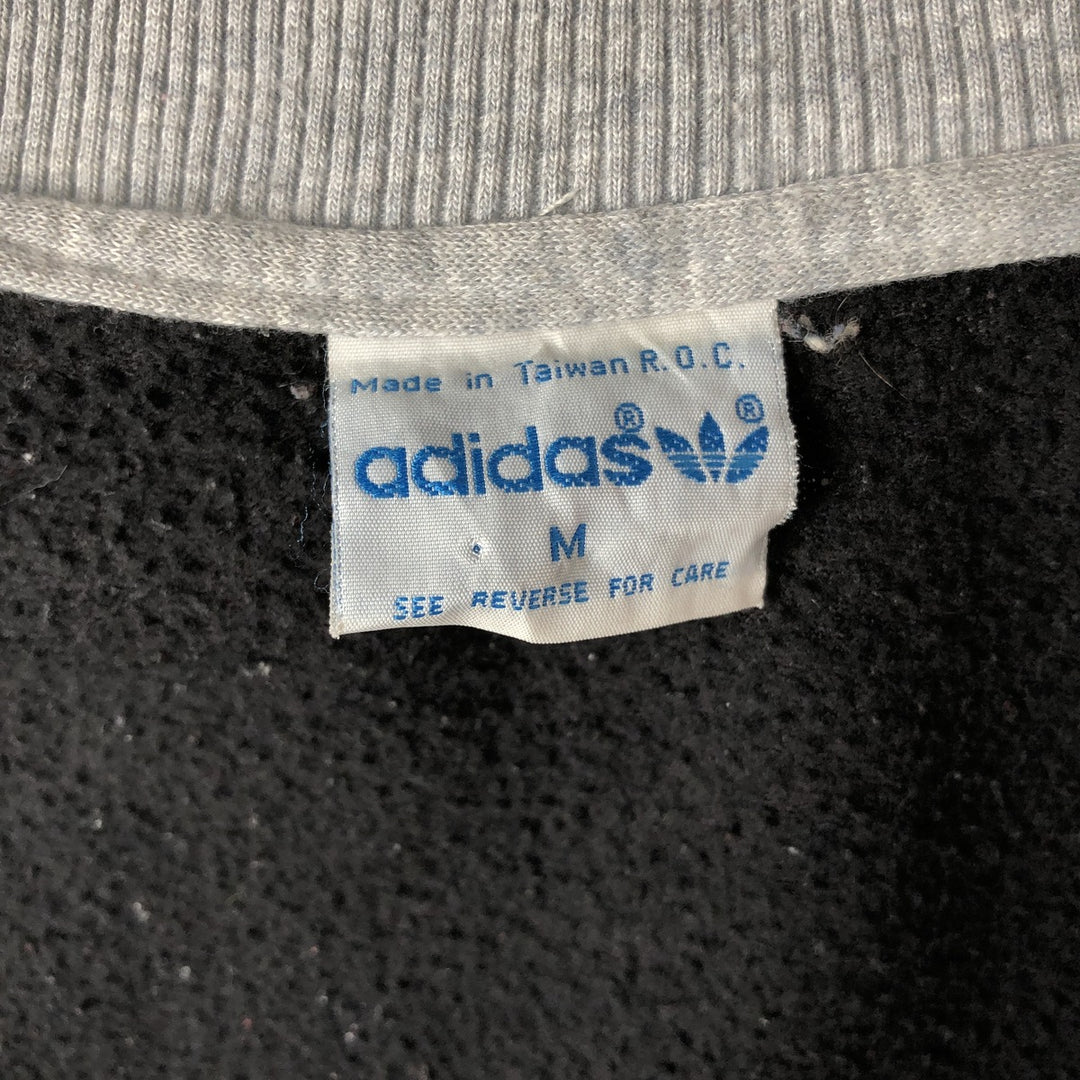 Made in Taiwan R.O.C.
adidas® ®
M
SEE REVERSE FOR CARE